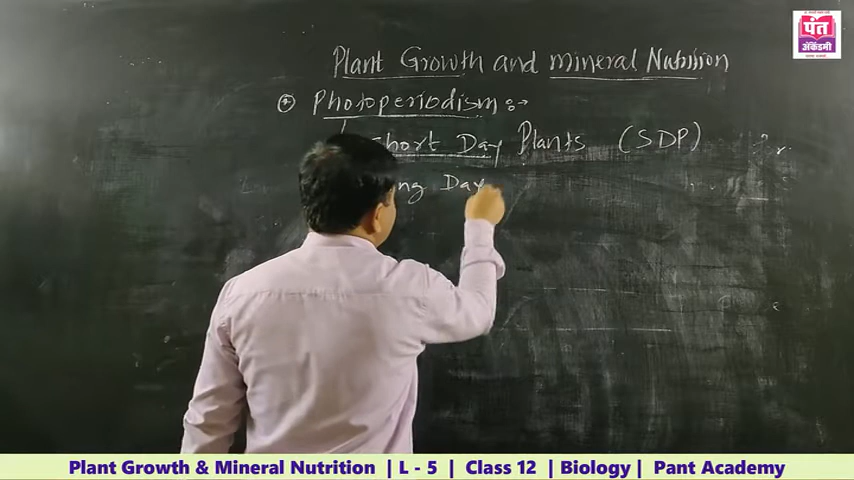 पंत
अ‍ॅकॅडमी
Plant Growth and Mineral Nutrition
Photoperiodism :→
Short Day Plants (SDP)
ng Day
Plant Growth & Mineral Nutrition | L - 5 | Class 12 | Biology | Pant Academy